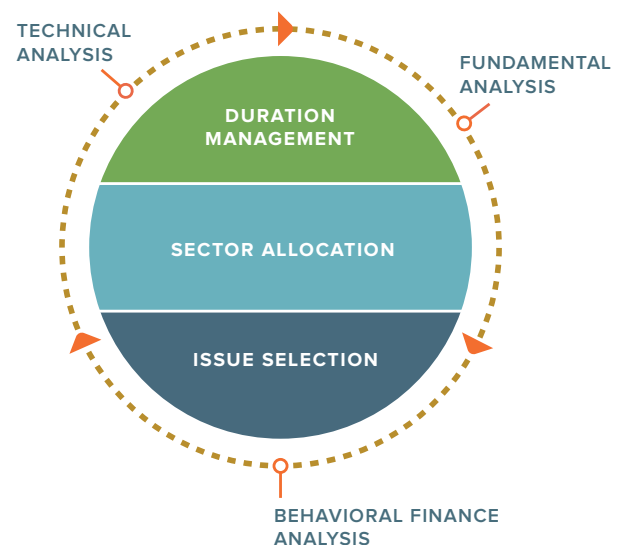 TECHNICAL
ANALYSIS
FUNDAMENTAL
ANALYSIS
DURATION
MANAGEMENT
SECTOR ALLOCATION
ISSUE SELECTION
BEHAVIORAL FINANCE
ANALYSIS